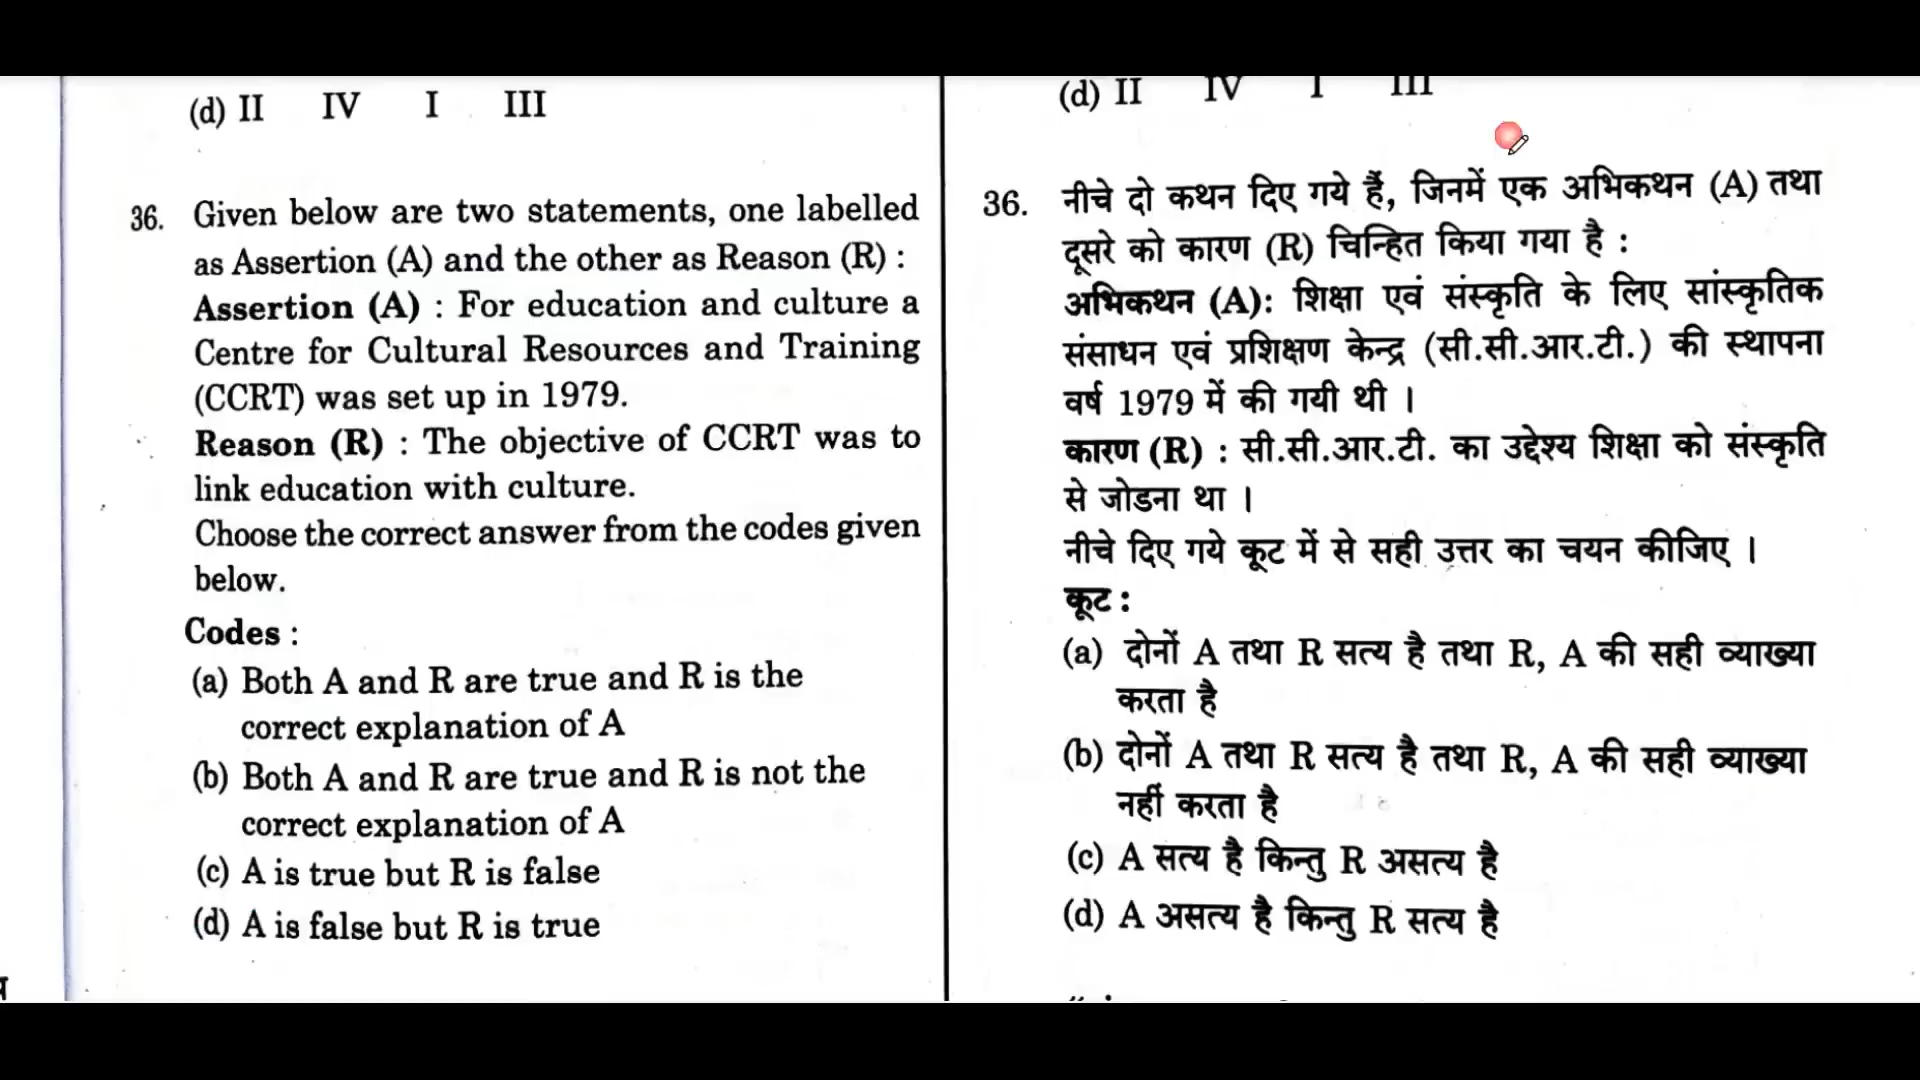 (d) II IV I III
36. Given below are two statements, one labelled
as Assertion (A) and the other as Reason (R) :
Assertion (A) : For education and culture a
Centre for Cultural Resources and Training
(CCRT) was set up in 1979.
Reason (R) : The objective of CCRT was to
link education with culture.
Choose the correct answer from the codes given
below.
Codes :
(a) Both A and R are true and R is the
correct explanation of A
(b) Both A and R are true and R is not the
correct explanation of A
(c) A is true but R is false
(d) A is false but R is true
(d) II IV I III
36. नीचे दो कथन दिए गये हैं, जिनमें एक अभिकथन (A) तथा
दूसरे को कारण (R) चिन्हित किया गया है :
अभिकथन (A): शिक्षा एवं संस्कृति के लिए सांस्कृतिक
संसाधन एवं प्रशिक्षण केन्द्र (सी.सी.आर.टी.) की स्थापना
वर्ष 1979 में की गयी थी ।
कारण (R) : सी.सी.आर.टी. का उद्देश्य शिक्षा को संस्कृति
से जोडना था ।
नीचे दिए गये कूट में से सही उत्तर का चयन कीजिए ।
कूट :
(a) दोनों A तथा R सत्य है तथा R, A की सही व्याख्या
करता है
(b) दोनों A तथा R सत्य है तथा R, A की सही व्याख्या
नहीं करता है
(c) A सत्य है किन्तु R असत्य है
(d) A असत्य है किन्तु R सत्य है